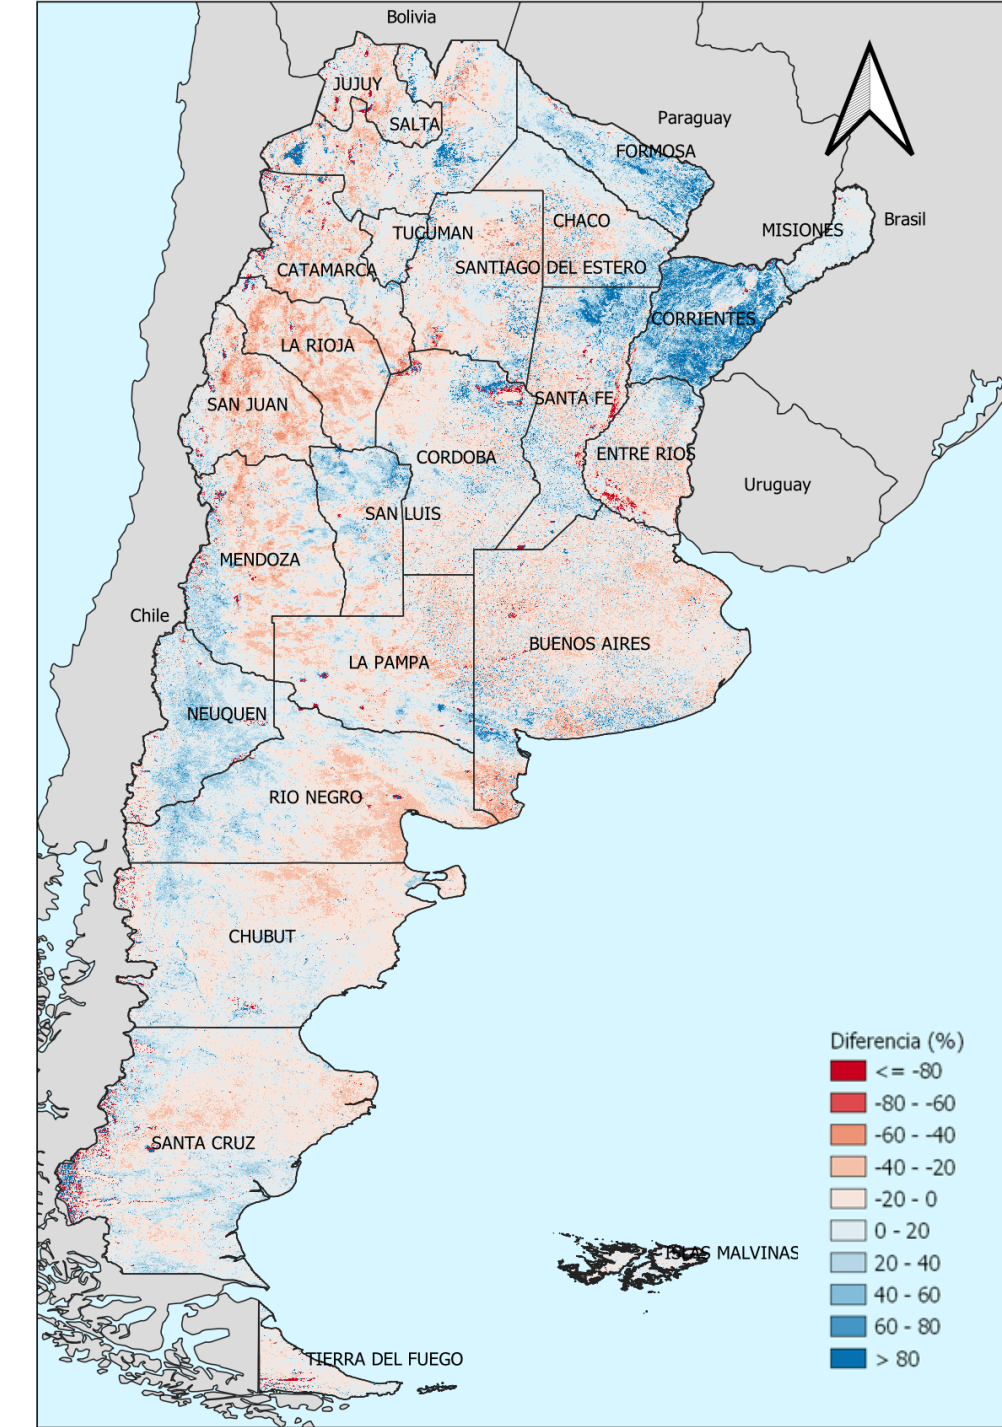 Bolivia
JUJUY
SALTA
Paraguay
FORMOSA
CHACO
MISIONES
Brasil
TUCUMAN
SANTIAGO DEL ESTERO
CATAMARCA
CORRIENTES
LA RIOJA
SAN JUAN
SANTA FE
CORDOBA
ENTRE RIOS
Uruguay
SAN LUIS
MENDOZA
Chile
BUENOS AIRES
LA PAMPA
NEUQUEN
RIO NEGRO
CHUBUT
SANTA CRUZ
ISLAS MALVINAS
TIERRA DEL FUEGO
Diferencia (%)
<= -80
-80 - -60
-60 - -40
-40 - -20
-20 - 0
0 - 20
20 - 40
40 - 60
60 - 80
> 80